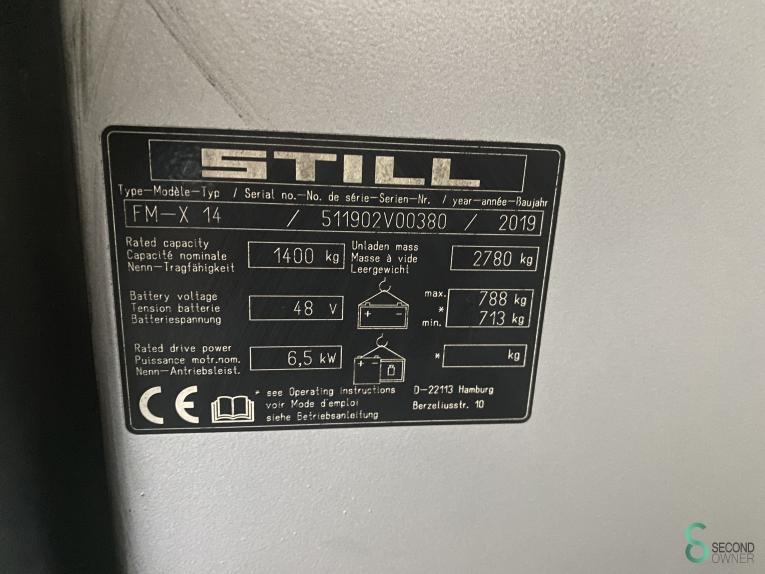 STILL
Type-Modèle-Typ / Serial no.-No. de série-Serien-Nr. / year-année-Baujahr
FM-X 14 / 511902V00380 / 2019
Rated capacity
Capacité nominale
Nenn-Tragfähigkeit
1400 kg
Unladen mass
Masse à vide
Leergewicht
2780 kg
Battery voltage
Tension batterie
Batteriespannung
48 V
max. 788 kg
*
min. 713 kg
Rated drive power
Puissance motr.nom.
Nenn-Antriebsleist.
6,5 kW
* kg
CE
* see Operating instructions
voir Mode d'emploi
siehe Betriebsanleitung
D-22113 Hamburg
Berzeliusstr. 10
SECOND
OWNER